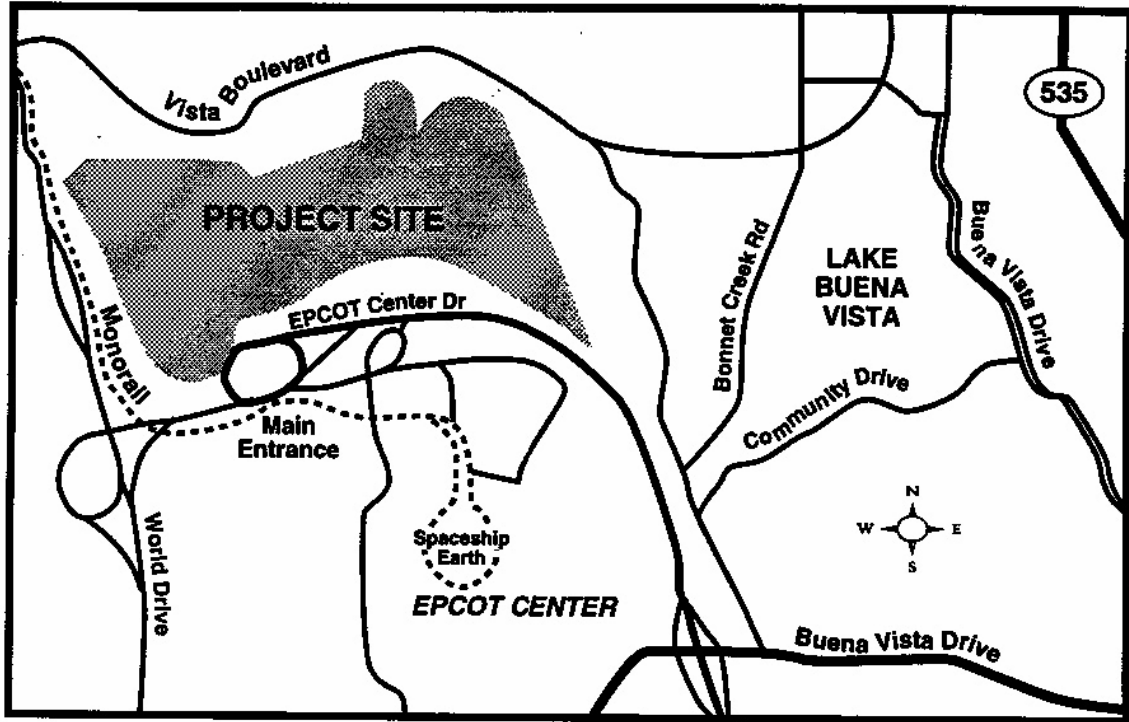 Vista Boulevard
535
PROJECT SITE
Monorail
EPCOT Center Dr
Bonnet Creek Rd
LAKE
BUENA
VISTA
Buena Vista Drive
Community Drive
Main
Entrance
World Drive
Spaceship
Earth
EPCOT CENTER
N
W
E
S
Buena Vista Drive